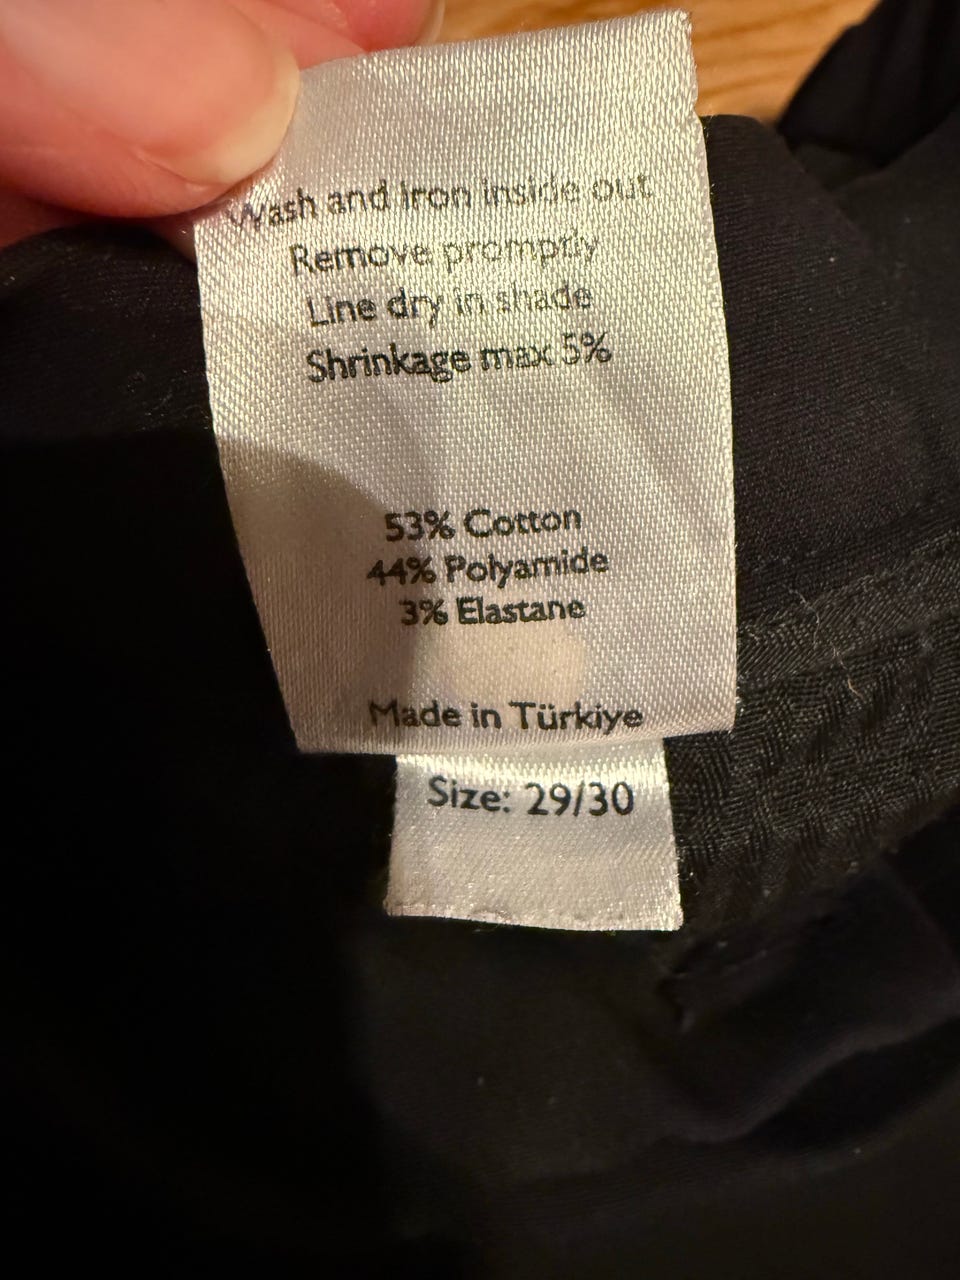 Wash and Iron inside out
Remove promptly
Line dry in shade
Shrinkage max 5%
53% Cotton
44% Polyamide
3% Elastane
Made in Türkiye
Size: 29/30